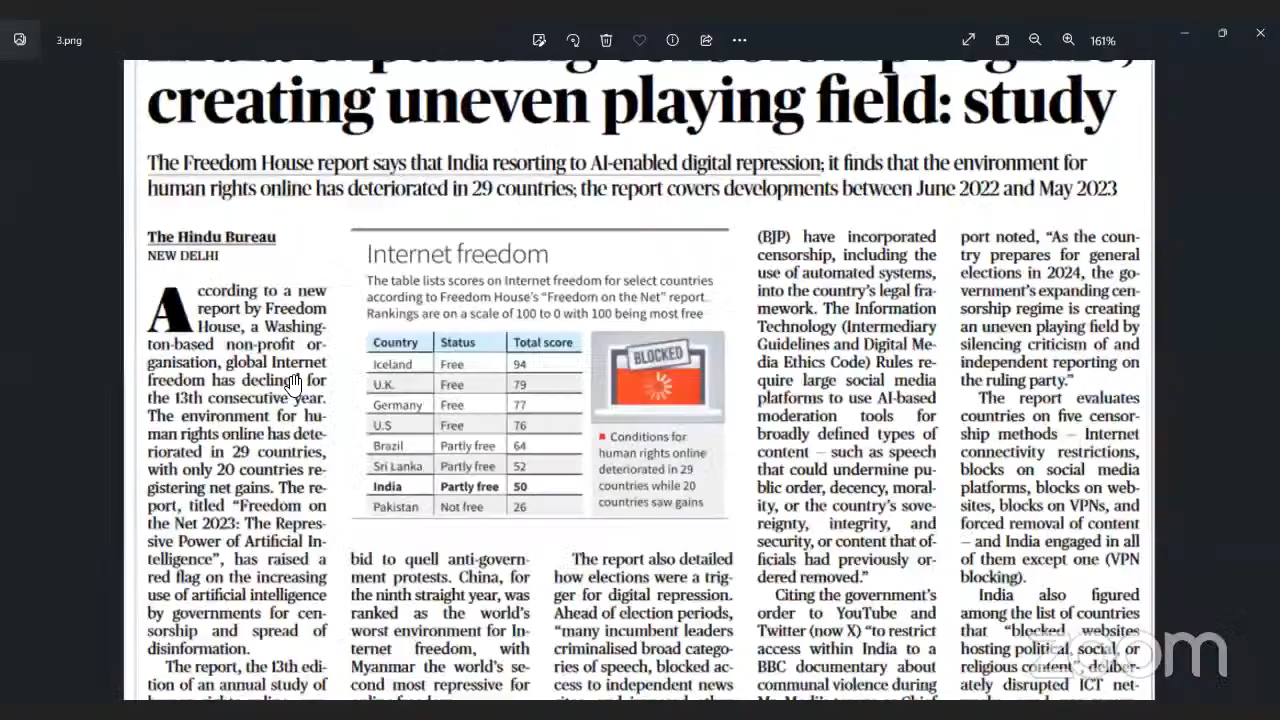 3.png
161%
creating uneven playing field: study
The Freedom House report says that India resorting to AI-enabled digital repression; it finds that the environment for
human rights online has deteriorated in 29 countries; the report covers developments between June 2022 and May 2023
The Hindu Bureau
NEW DELHI
According to a new
report by Freedom
House, a Washing-
ton-based non-profit or-
ganisation, global Internet
freedom has declined for
the 13th consecutive year.
The environment for hu-
man rights online has dete-
riorated in 29 countries,
with only 20 countries re-
gistering net gains. The re-
port, titled “Freedom on
the Net 2023: The Repres-
sive Power of Artificial In-
telligence”, has raised a
red flag on the increasing
use of artificial intelligence
by governments for cen-
sorship and spread of
disinformation.
The report, the 13th edi-
tion of an annual study of
Internet freedom
The table lists scores on Internet freedom for select countries
according to Freedom House's “Freedom on the Net” report.
Rankings are on a scale of 100 to 0 with 100 being most free
Country Status Total score
Iceland Free 94
U.K. Free 79
Germany Free 77
U.S Free 76
Brazil Partly free 64
Sri Lanka Partly free 52
India Partly free 50
Pakistan Not free 26
BLOCKED
Conditions for
human rights online
deteriorated in 29
countries while 20
countries saw gains
bid to quell anti-govern-
ment protests. China, for
the ninth straight year, was
ranked as the world's
worst environment for In-
ternet freedom, with
Myanmar the world's se-
cond most repressive for
The report also detailed
how elections were a trig-
ger for digital repression.
Ahead of election periods,
“many incumbent leaders
criminalised broad catego-
ries of speech, blocked ac-
cess to independent news
(BJP) have incorporated
censorship, including the
use of automated systems,
into the country's legal fra-
mework. The Information
Technology (Intermediary
Guidelines and Digital Me-
dia Ethics Code) Rules re-
quire large social media
platforms to use AI-based
moderation tools for
broadly defined types of
content – such as speech
that could undermine pu-
blic order, decency, moral-
ity, or the country's sove-
reignty, integrity, and
security, or content that of-
ficials had previously or-
dered removed.”
Citing the government's
order to YouTube and
Twitter (now X) “to restrict
access within India to a
BBC documentary about
communal violence during
port noted, “As the coun-
try prepares for general
elections in 2024, the go-
vernment's expanding cen-
sorship regime is creating
an uneven playing field by
silencing criticism of and
independent reporting on
the ruling party.”
The report evaluates
countries on five censor-
ship methods – Internet
connectivity restrictions,
blocks on social media
platforms, blocks on web-
sites, blocks on VPNs, and
forced removal of content
– and India engaged in all
of them except one (VPN
blocking).
India also figured
among the list of countries
that “blocked websites
hosting political, social, or
religious content, deliber-
ately disrupted ICT net-
zoom